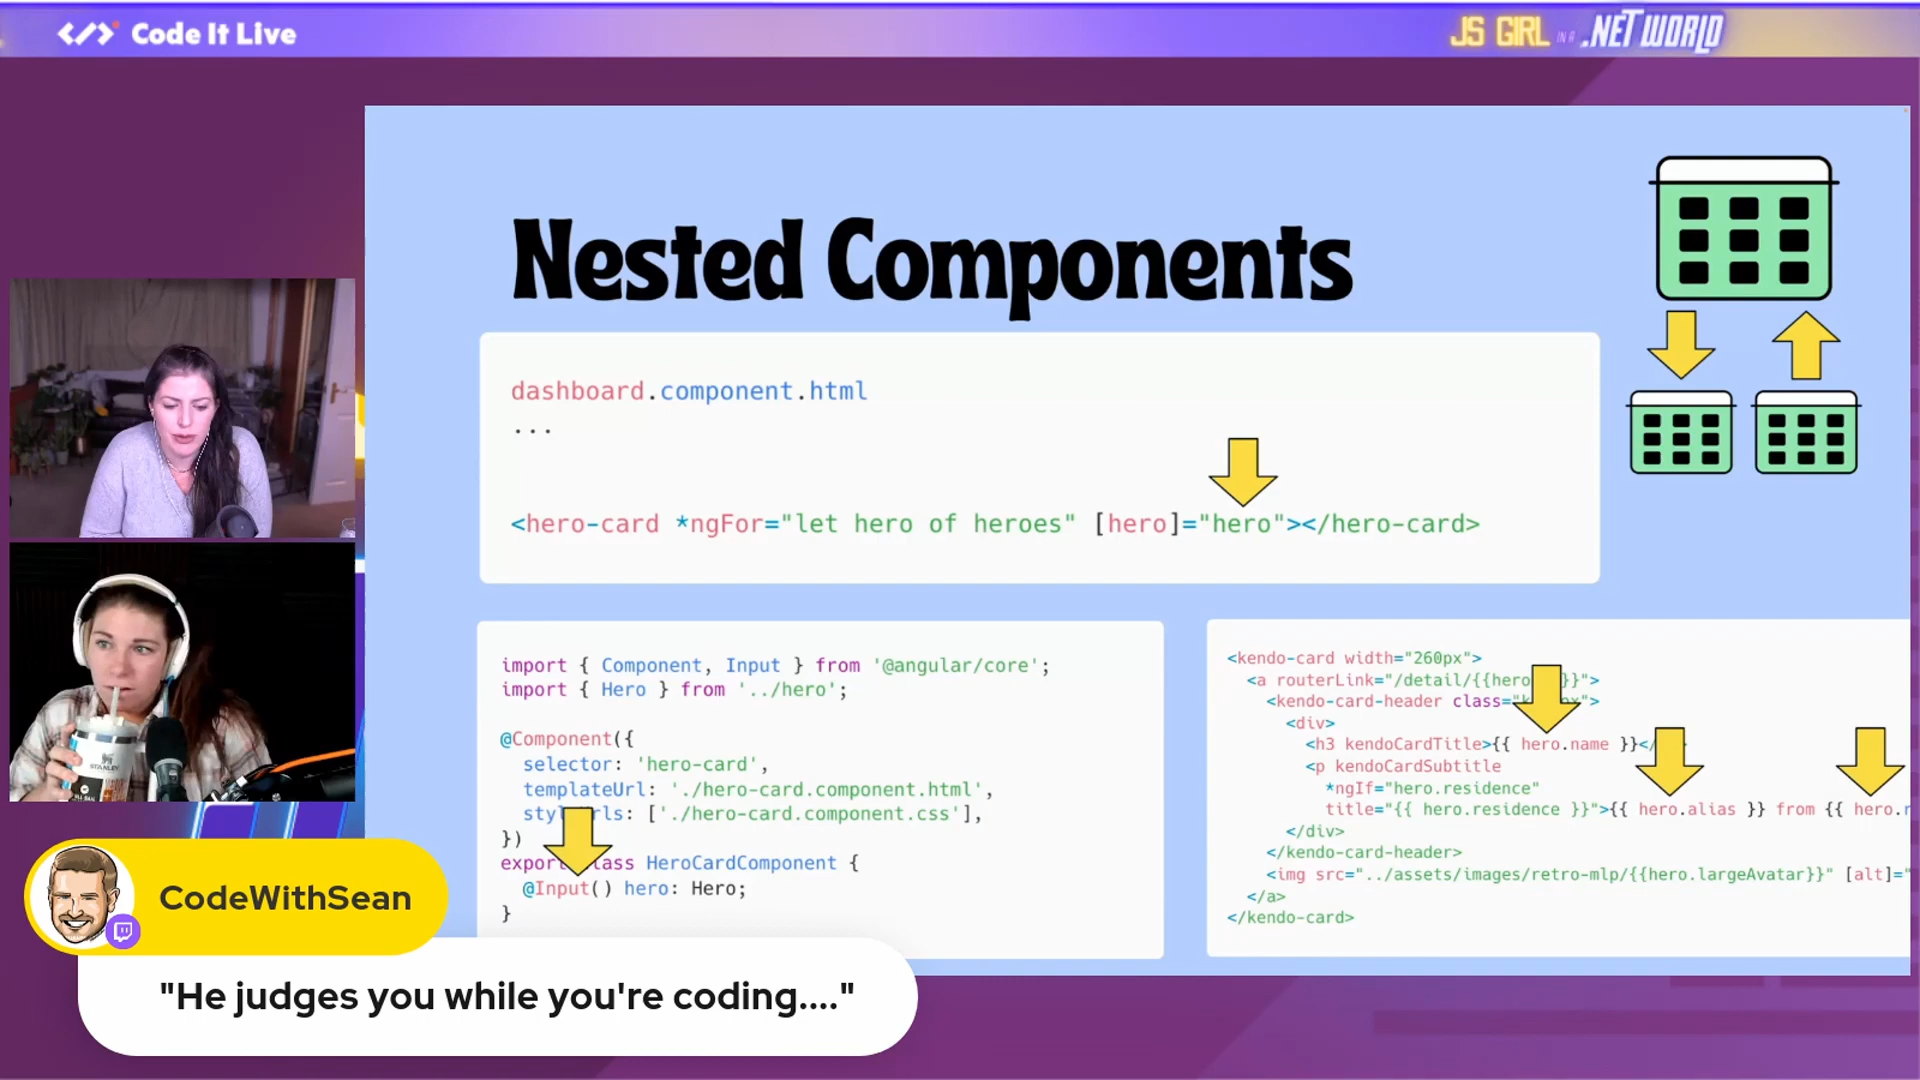 Code It Live
JS GIRL IN A .NET WORLD
Nested Components
dashboard.component.html
...
<hero-card *ngFor="let hero of heroes" [hero]="hero"></hero-card>
import { Component, Input } from '@angular/core';
import { Hero } from '../hero';
@Component({
selector: 'hero-card',
templateUrl: './hero-card.component.html',
rls: ['./hero-card.component.css'],
})
export class HeroCardComponent {
@Input() hero: Hero;
}
<kendo-card width="260px">
<a routerLink="/detail/{{hero }}">
<kendo-card-header class=
<div>
<h3 kendoCardTitle>{{ hero.name }}</
<p kendoCardSubtitle
*ngIf="hero.residence"
title="{{ hero.residence }}">{{ hero.alias }} from {{ hero.r
</div>
</kendo-card-header>
<img src="../assets/images/retro-mlp/{{hero.largeAvatar}}" [alt]="
</a>
</kendo-card>
STANLEY
CodeWithSean
"He judges you while you're coding...."